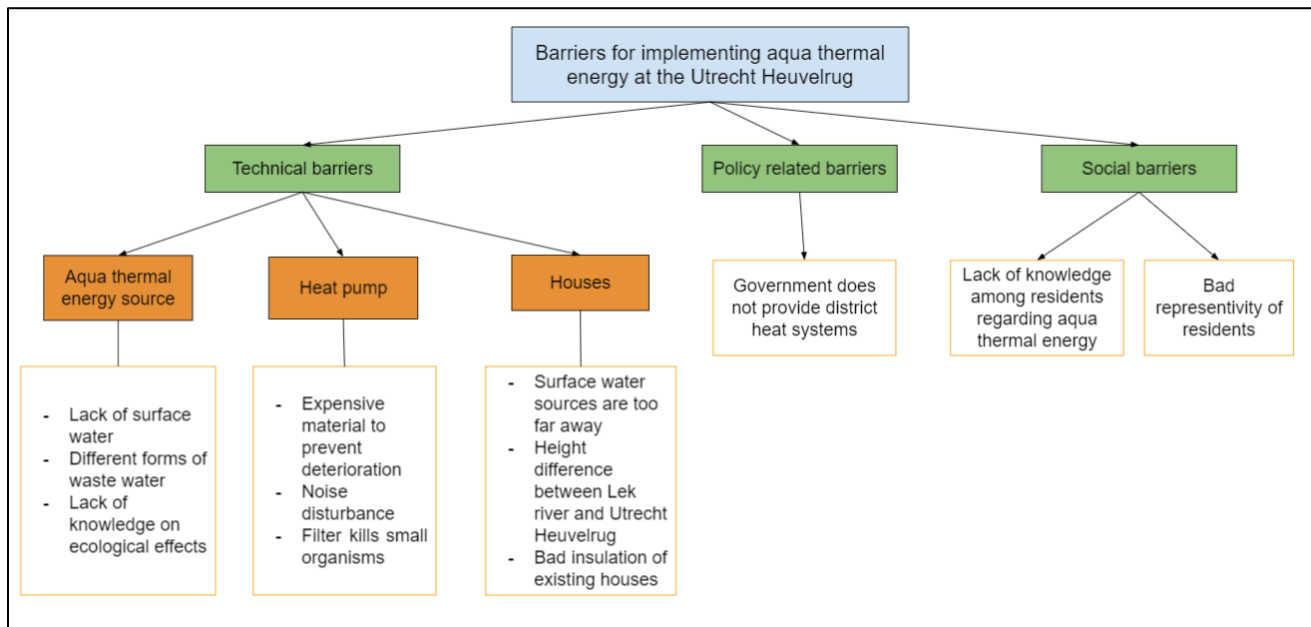 Barriers for implementing aqua thermal
energy at the Utrecht Heuvelrug
Technical barriers
Policy related barriers
Social barriers
Aqua thermal
energy source
Heat pump
Houses
Government does
not provide district
heat systems
Lack of knowledge
among residents
regarding aqua
thermal energy
Bad
representivity of
residents
- Lack of surface
water
- Different forms of
waste water
- Lack of
knowledge on
ecological effects
- Expensive
material to
prevent
deterioration
- Noise
disturbance
- Filter kills small
organisms
- Surface water
sources are too
far away
- Height
difference
between Lek
river and Utrecht
Heuvelrug
- Bad insulation of
existing houses